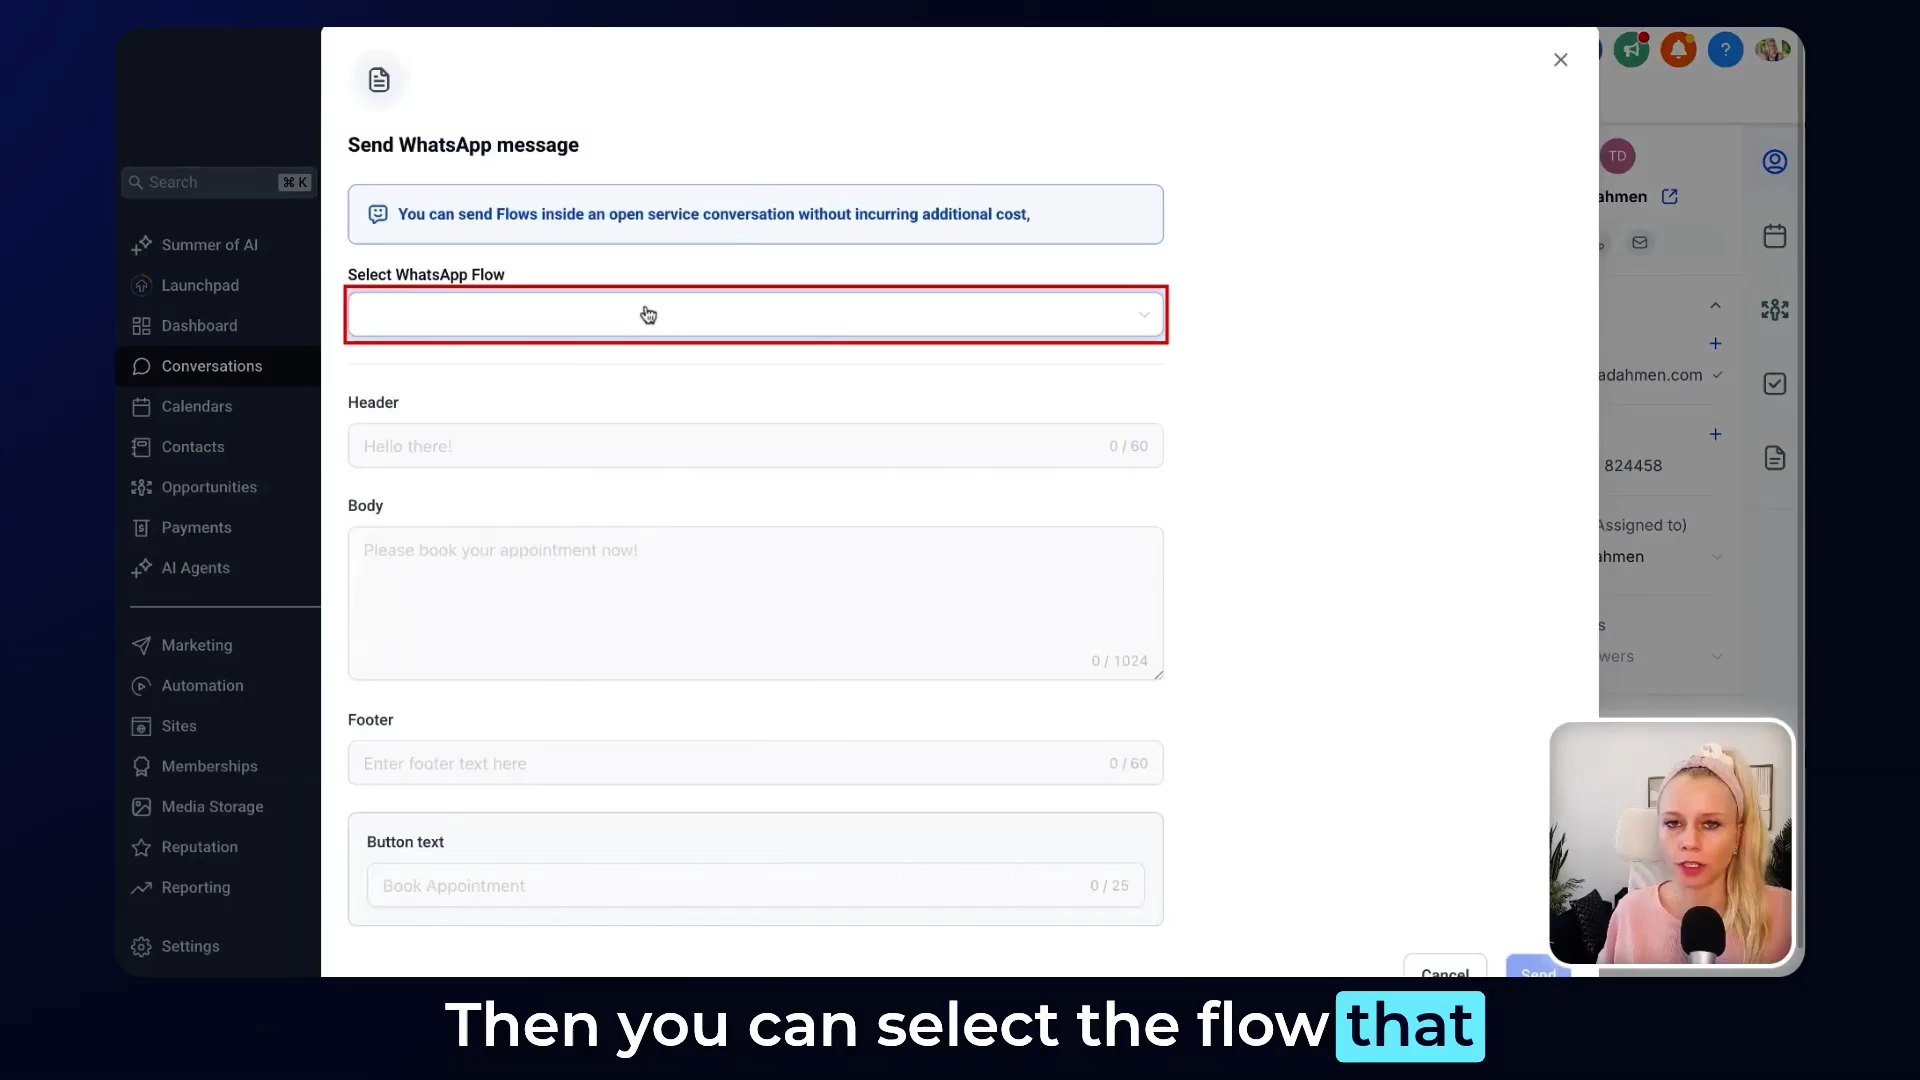 Search
⌘ K
Summer of AI
Launchpad
Dashboard
Conversations
Calendars
Contacts
Opportunities
Payments
AI Agents
Marketing
Automation
Sites
Memberships
Media Storage
Reputation
Reporting
Settings
Send WhatsApp message
You can send Flows inside an open service conversation without incurring additional cost,
Select WhatsApp Flow
Header
Hello there!
0 / 60
Body
Please book your appointment now!
0 / 1024
Footer
Enter footer text here
0 / 60
Button text
Book Appointment
0 / 25
Cancel
Send
?
TD
ahmen
adahmen.com
824458
Assigned to)
ahmen
s
wers
Then you can select the flow that